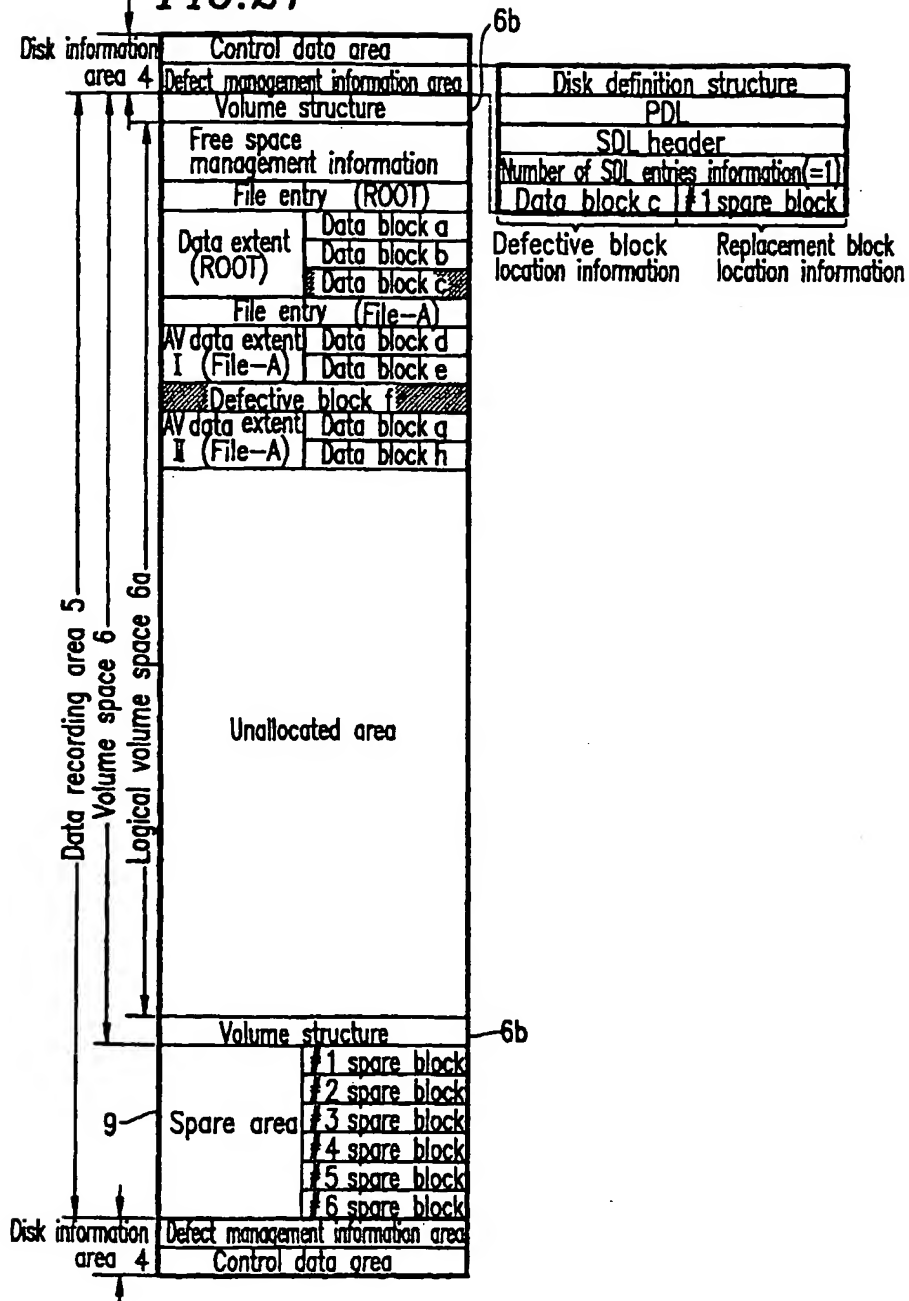 FIG.27
6b
Disk information area 4
Control data area
Defect management information area
Volume structure
Free space management information
File entry (ROOT)
Data extent (ROOT)
Data block a
Data block b
Data block c
File entry (File-A)
AV data extent I (File-A)
Data block d
Data block e
Defective block f
AV data extent II (File-A)
Data block g
Data block h
Unallocated area
Volume structure
6b
Spare area
#1 spare block
#2 spare block
#3 spare block
#4 spare block
#5 spare block
#6 spare block
9
Disk information area 4
Defect management information area
Control data area
Data recording area 5
Volume space 6
Logical volume space 6a
Disk definition structure
PDL
SDL header
Number of SDL entries information(=1)
Data block c
#1 spare block
Defective block location information
Replacement block location information